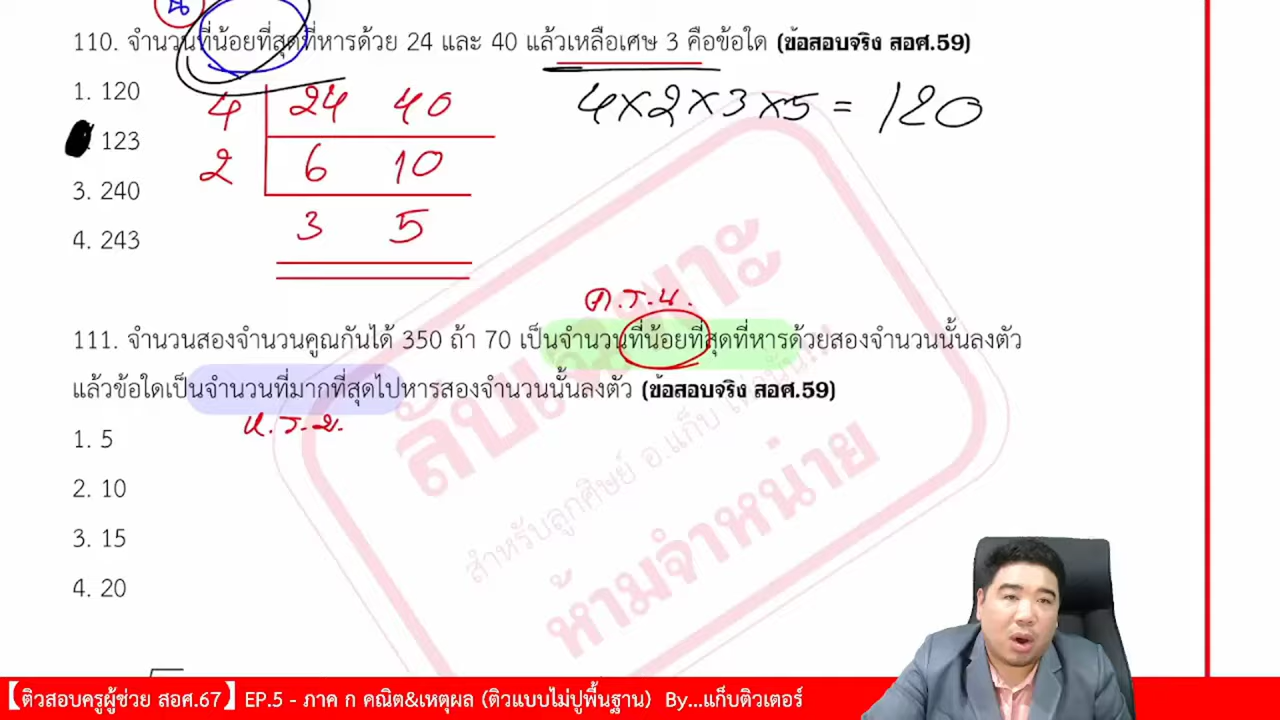 น
110. จำนวนที่น้อยที่สุดที่หารด้วย 24 และ 40 แล้วเหลือเศษ 3 คือข้อใด (ข้อสอบจริง สอศ.59)
1. 120
123
3. 240
4. 243
4 24 40
2 6 10
3 5
4×2×3×5 = 120
ค.ร.น.
111. จำนวนสองจำนวนคูณกันได้ 350 ถ้า 70 เป็นจำนวนที่น้อยที่สุดที่หารด้วยสองจำนวนนั้นลงตัว
แล้วข้อใดเป็นจำนวนที่มากที่สุดไปหารสองจำนวนนั้นลงตัว (ข้อสอบจริง สอศ.59)
ห.ร.ม.
1. 5
2. 10
3. 15
4. 20
ลับเฉพาะ
สำหรับลูกศิษย์ อ.แก็บ เท่านั้น!!
ห้ามจำหน่าย
【ติวสอบครูผู้ช่วย สอศ.67】 EP.5 - ภาค ก คณิต&เหตุผล (ติวแบบไม่ปูพื้นฐาน) By...แก็บติวเตอร์